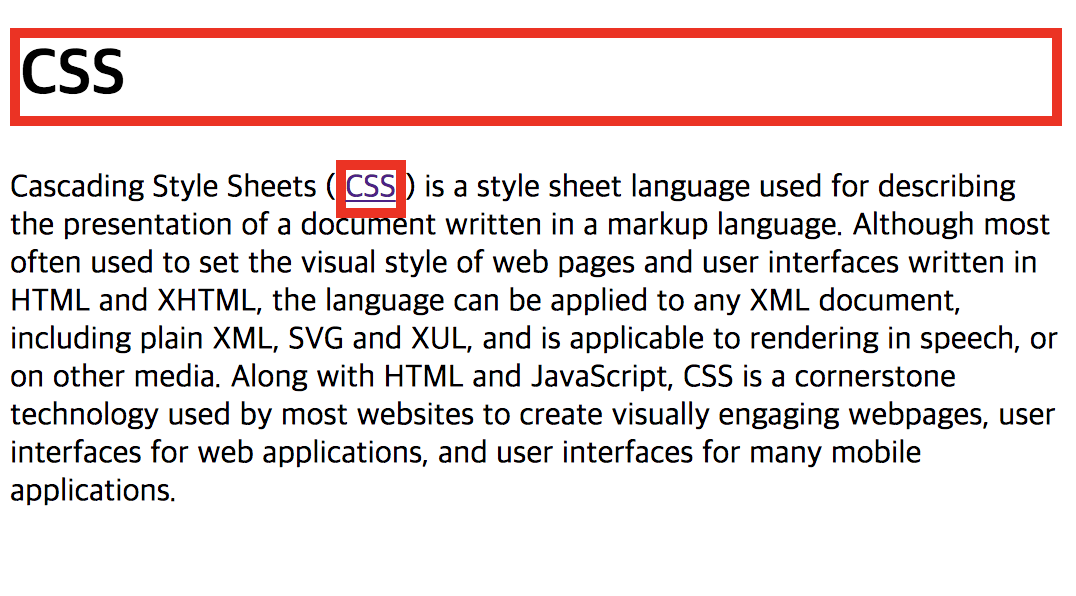 CSS
Cascading Style Sheets ( CSS ) is a style sheet language used for describing
the presentation of a document written in a markup language. Although most
often used to set the visual style of web pages and user interfaces written in
HTML and XHTML, the language can be applied to any XML document,
including plain XML, SVG and XUL, and is applicable to rendering in speech, or
on other media. Along with HTML and JavaScript, CSS is a cornerstone
technology used by most websites to create visually engaging webpages, user
interfaces for web applications, and user interfaces for many mobile
applications.